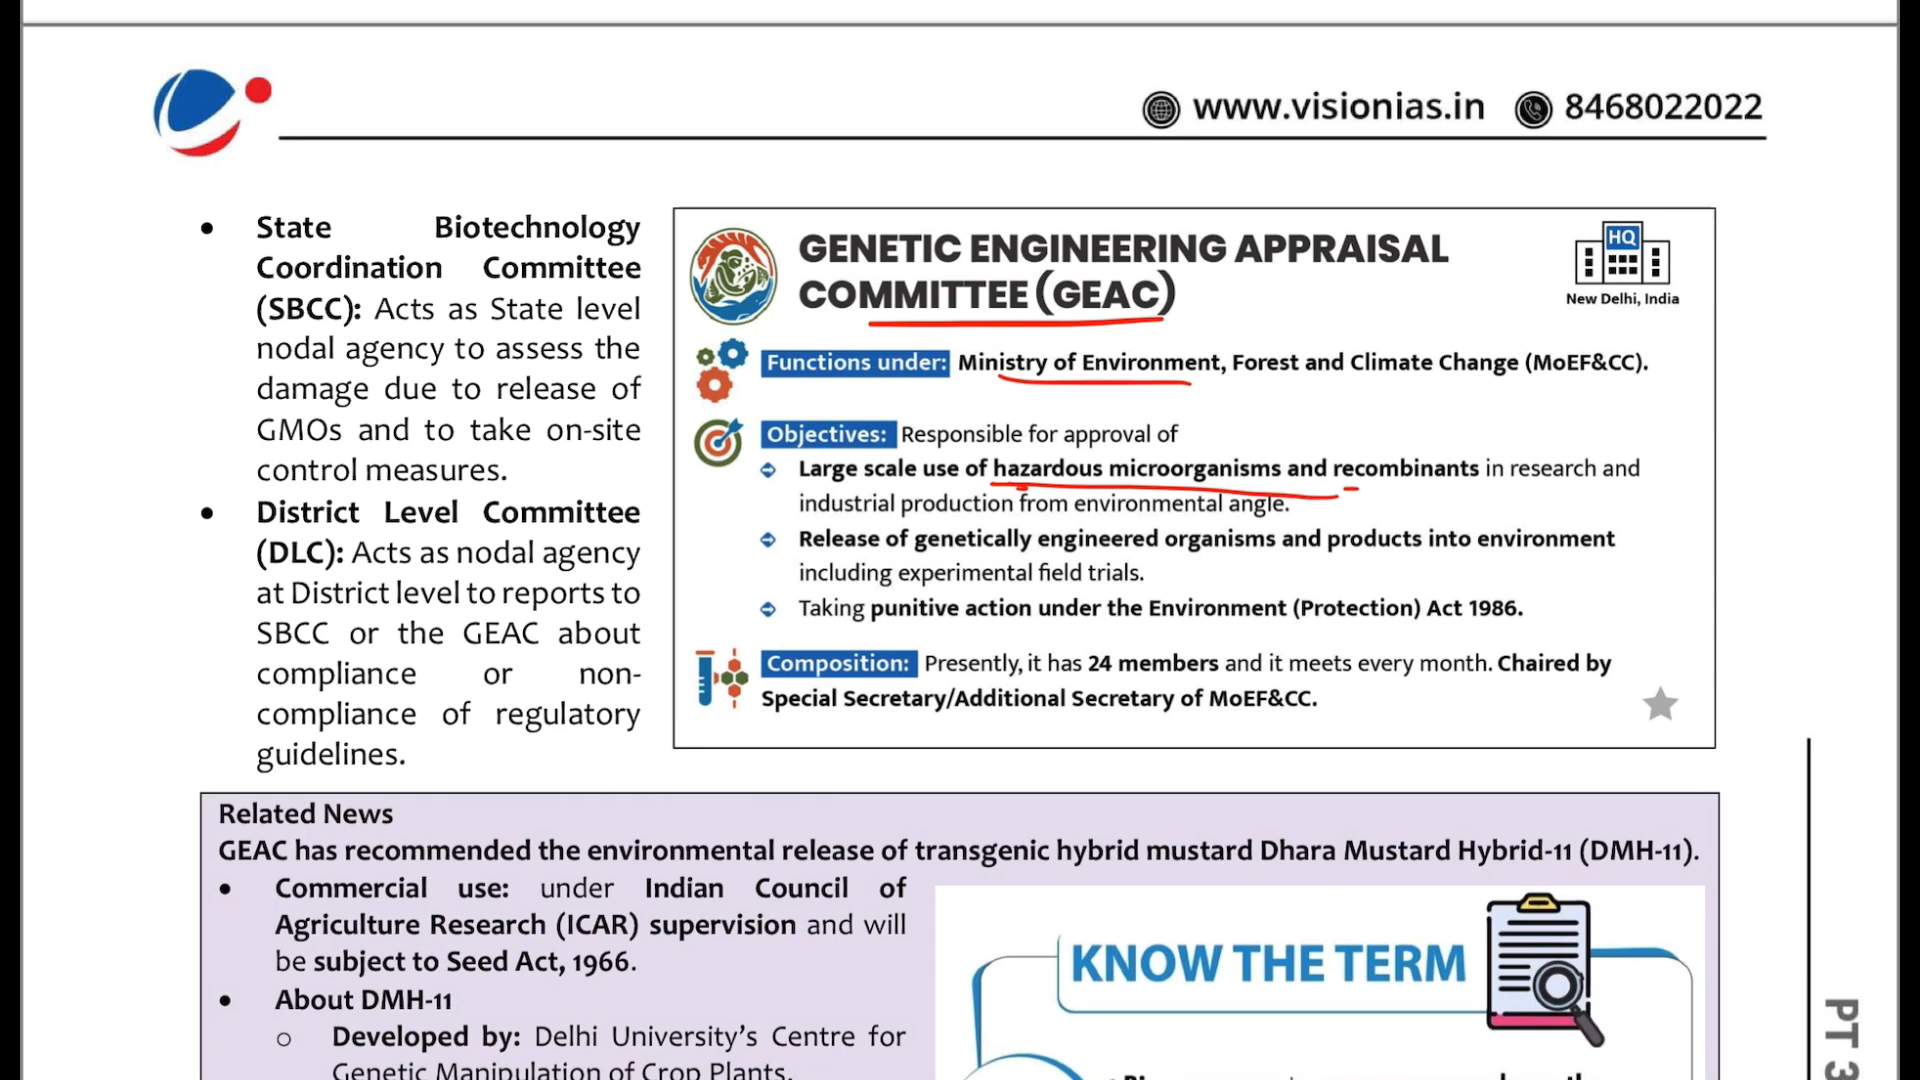 www.visionias.in 8468022022
State Biotechnology
Coordination Committee
(SBCC): Acts as State level
nodal agency to assess the
damage due to release of
GMOs and to take on-site
control measures.
District Level Committee
(DLC): Acts as nodal agency
at District level to reports to
SBCC or the GEAC about
compliance or non-
compliance of regulatory
guidelines.
GENETIC ENGINEERING APPRAISAL
COMMITTEE (GEAC)
HQ
New Delhi, India
Functions under: Ministry of Environment, Forest and Climate Change (MoEF&CC).
Objectives: Responsible for approval of
Large scale use of hazardous microorganisms and recombinants in research and
industrial production from environmental angle.
Release of genetically engineered organisms and products into environment
including experimental field trials.
Taking punitive action under the Environment (Protection) Act 1986.
Composition: Presently, it has 24 members and it meets every month. Chaired by
Special Secretary/Additional Secretary of MoEF&CC.
Related News
GEAC has recommended the environmental release of transgenic hybrid mustard Dhara Mustard Hybrid-11 (DMH-11).
Commercial use: under Indian Council of
Agriculture Research (ICAR) supervision and will
be subject to Seed Act, 1966.
About DMH-11
Developed by: Delhi University's Centre for
Genetic Manipulation of Crop Plants.
KNOW THE TERM
PT 3